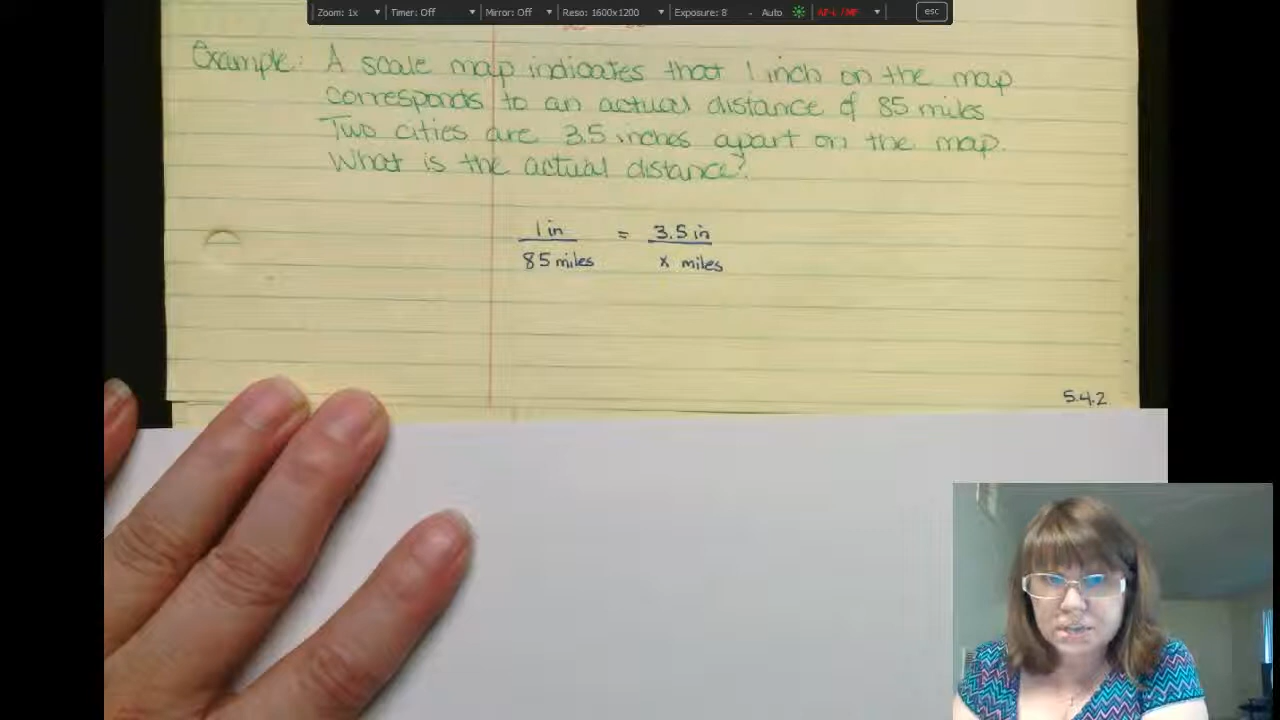 Zoom: 1x Timer: Off Mirror: Off Reso: 1600x1200 Exposure: 8 Auto AF-L / MF esc
Example: A scale map indicates that 1 inch on the map
corresponds to an actual distance of 85 miles
Two cities are 3.5 inches apart on the map.
What is the actual distance?
1 in = 3.5 in
85 miles x miles
5.4.2